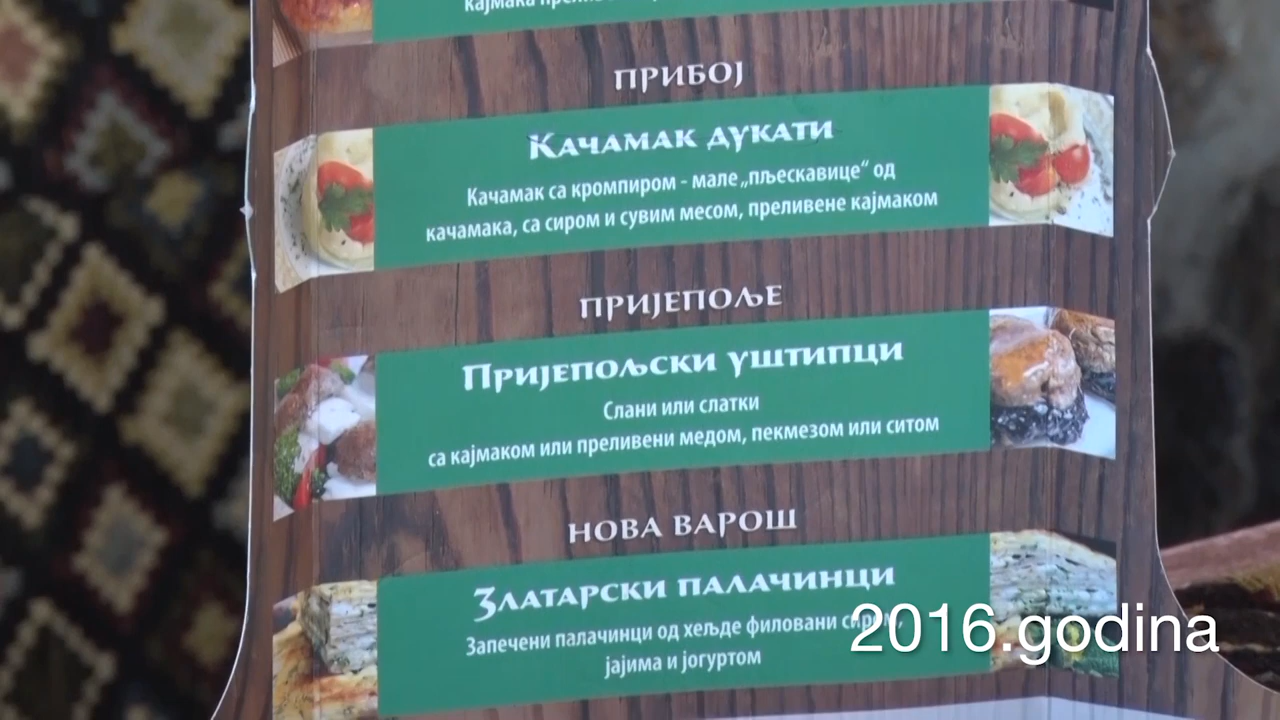 кајмака
ПРИБОЈ
КАЧАМАК ДУКАТИ
Качамак са кромпиром - мале „пљескавице“ од
качамака, са сиром и сувим месом, преливене кајмаком
ПРИЈЕПОЉЕ
ПРИЈЕПОЉСКИ УШТИПЦИ
Слани или слатки
са кајмаком или преливени медом, пекмезом или ситом
НОВА ВАРОШ
ЗЛАТАРСКИ ПАЛАЧИНЦИ
Запечени палачинци од хељде филовани сиром,
јајима и јогуртом
2016.godina